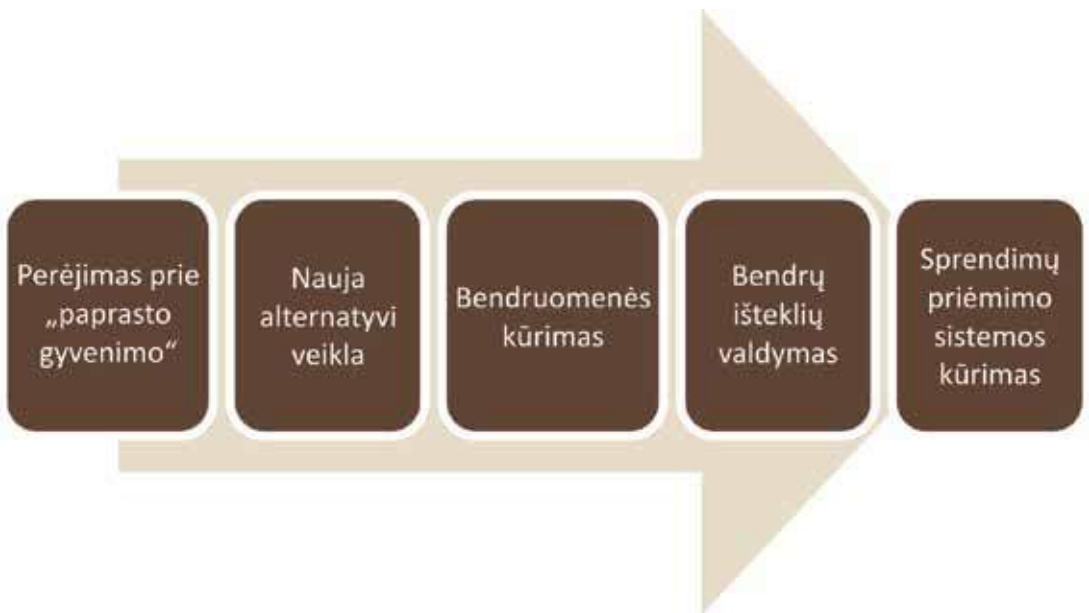 Perėjimas prie
„paprasto
gyvenimo“
Nauja
alternatyvi
veikla
Bendruomenės
kūrimas
Bendrų
išteklių
valdymas
Sprendimų
priėmimo
sistemos
kūrimas